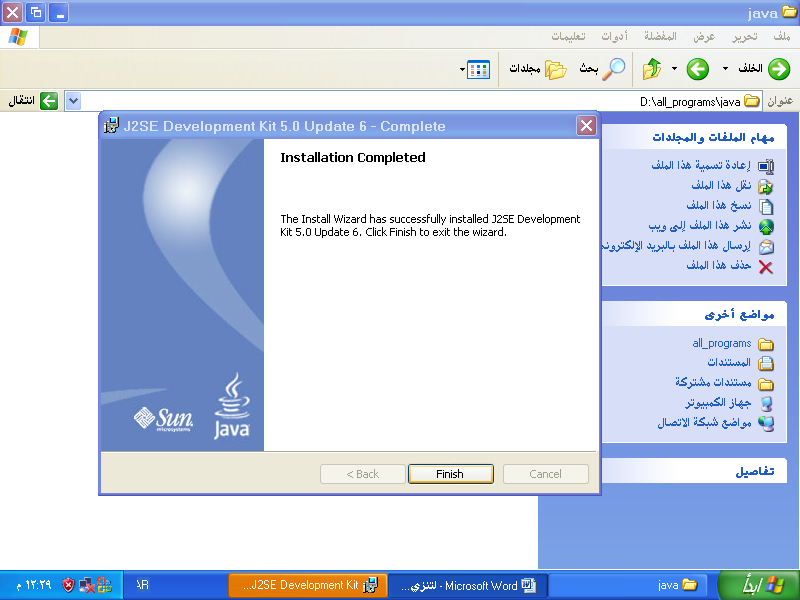 java
ملف تحرير عرض المفضلة أدوات تعليمات
الخلف بحث مجلدات
عنوان D:\all_programs\java انتقال
J2SE Development Kit 5.0 Update 6 - Complete
Installation Completed
The Install Wizard has successfully installed J2SE Development
Kit 5.0 Update 6. Click Finish to exit the wizard.
Sun
microsystems
Java
< Back Finish Cancel
مهام الملفات والمجلدات
إعادة تسمية هذا الملف
نقل هذا الملف
نسخ هذا الملف
نشر هذا الملف إلى ويب
إرسال هذا الملف بالبريد الإلكتروني
حذف هذا الملف
مواضع أخرى
all_programs
المستندات
مستندات مشتركة
جهاز الكمبيوتر
مواضع شبكة الاتصال
تفاصيل
ابدأ
java
لتنزي... - Microsoft Word
J2SE Development Kit...
AR
١٢:٢٩ م